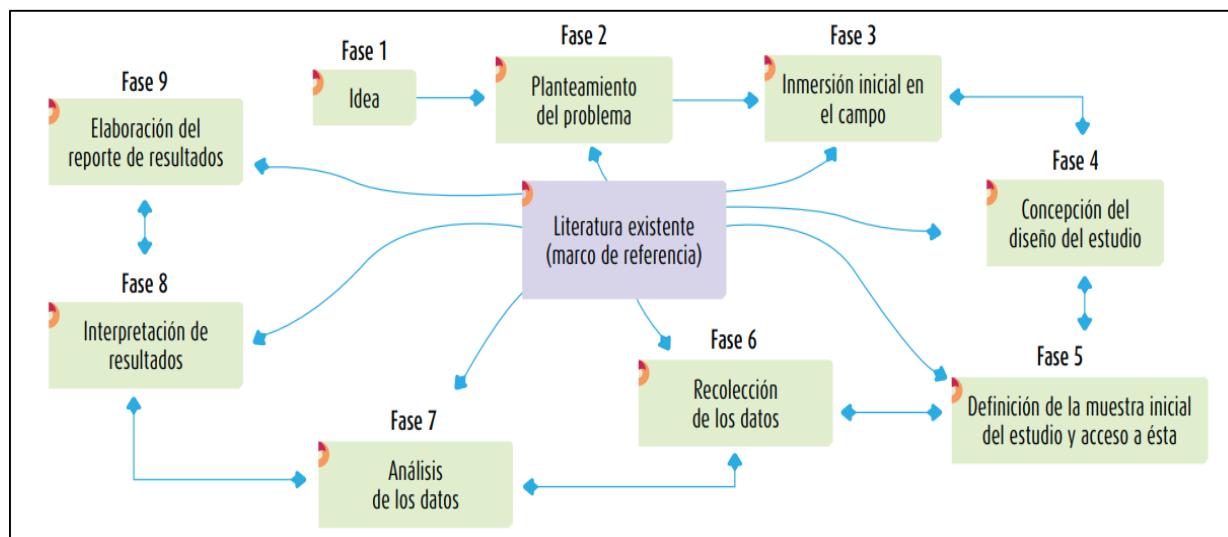 Fase 1
Idea
Fase 2
Planteamiento
del problema
Fase 3
Inmersión inicial en
el campo
Fase 4
Concepción del
diseño del estudio
Fase 5
Definición de la muestra inicial
del estudio y acceso a ésta
Fase 6
Recolección
de los datos
Fase 7
Análisis
de los datos
Fase 8
Interpretación de
resultados
Fase 9
Elaboración del
reporte de resultados
Literatura existente
(marco de referencia)